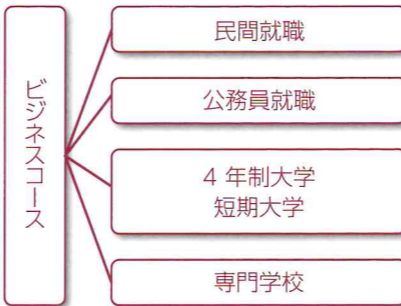 ビジネスコース
民間就職
公務員就職
4 年制大学
短期大学
専門学校